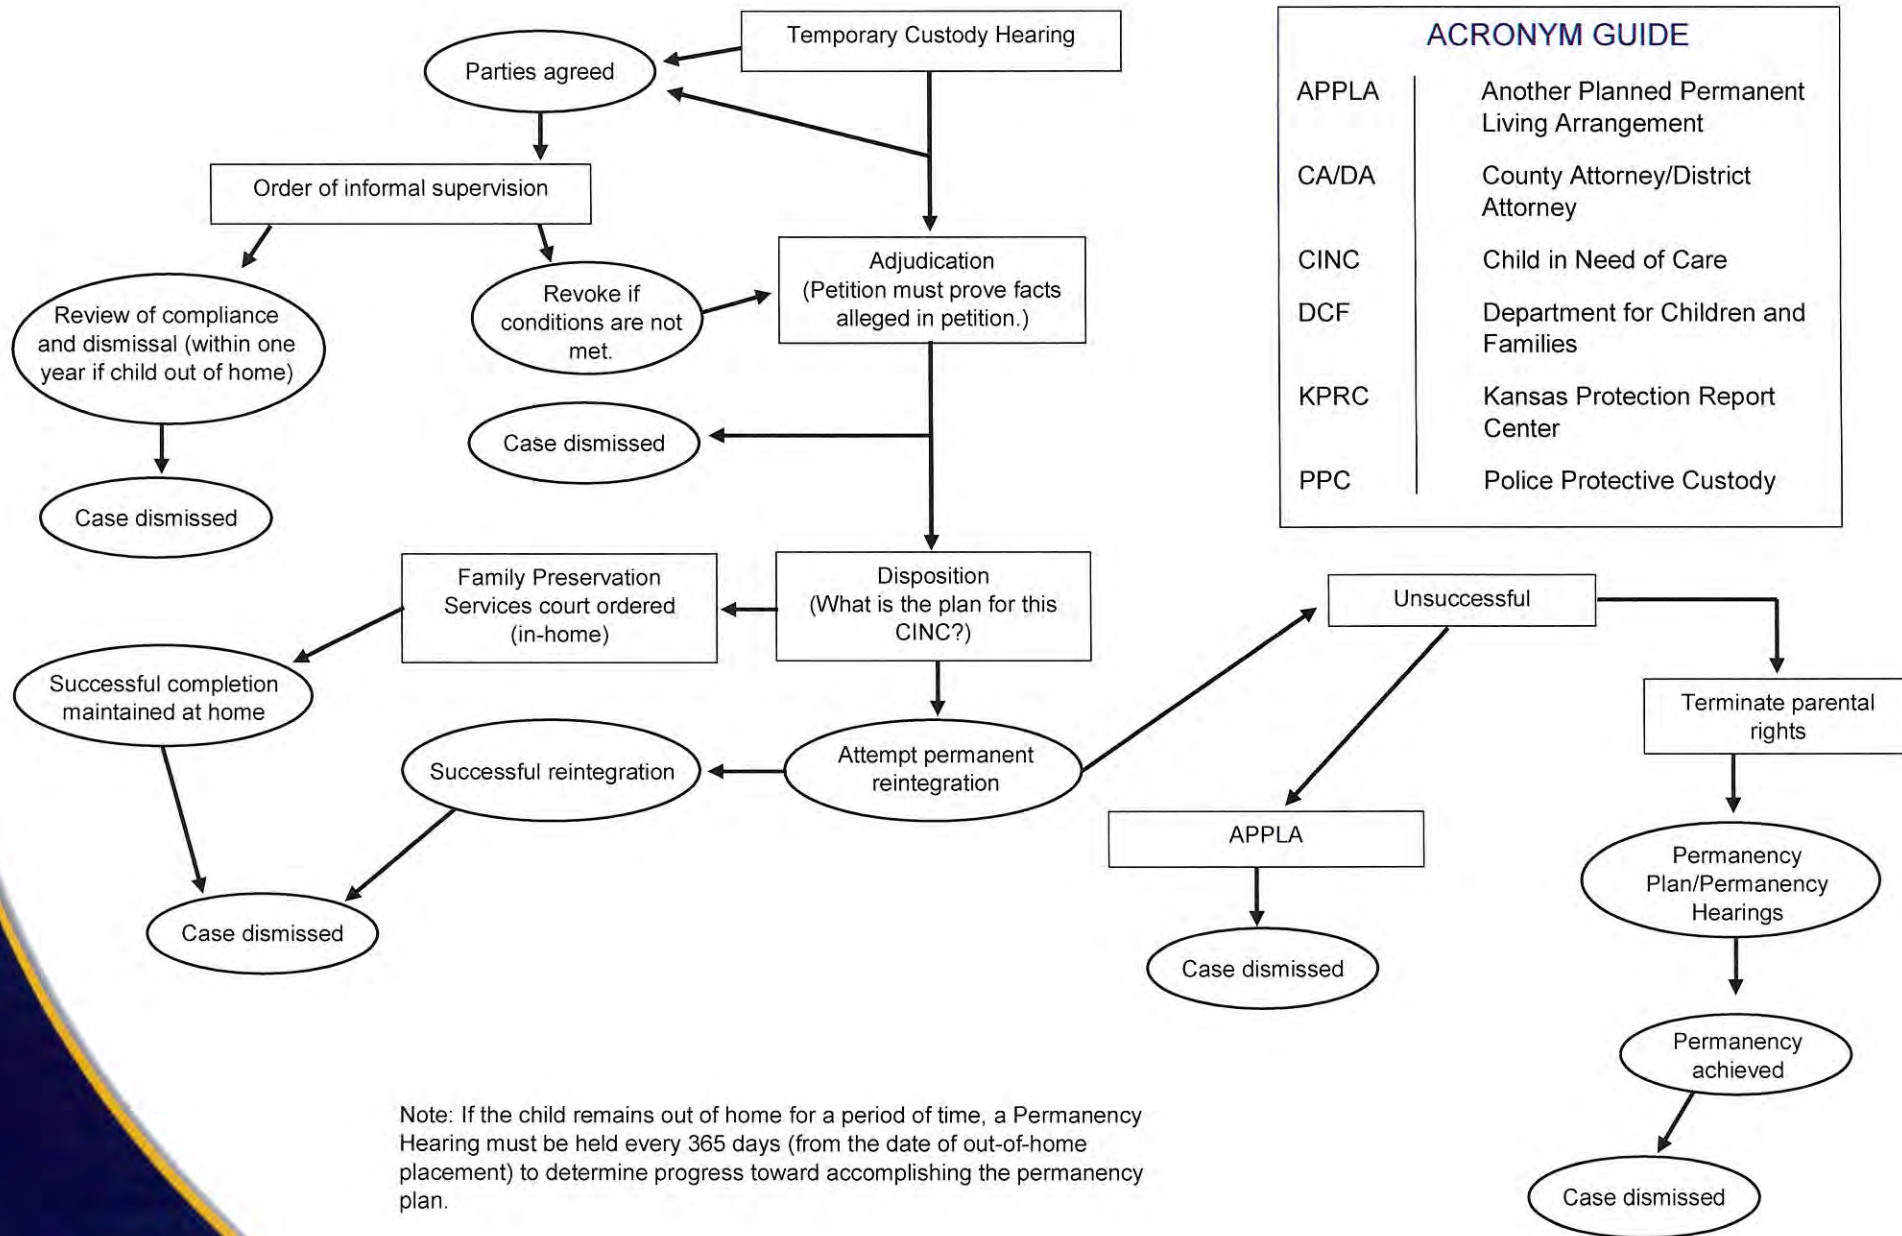 Temporary Custody Hearing
Parties agreed
Order of informal supervision
Review of compliance
and dismissal (within one
year if child out of home)
Case dismissed
Revoke if
conditions are not
met.
Adjudication
(Petition must prove facts
alleged in petition.)
Case dismissed
Disposition
(What is the plan for this
CINC?)
Family Preservation
Services court ordered
(in-home)
Successful completion
maintained at home
Attempt permanent
reintegration
Successful reintegration
Case dismissed
Unsuccessful
APPLA
Case dismissed
Terminate parental
rights
Permanency
Plan/Permanency
Hearings
Permanency
achieved
Case dismissed
ACRONYM GUIDE
APPLA Another Planned Permanent
Living Arrangement
CA/DA County Attorney/District
Attorney
CINC Child in Need of Care
DCF Department for Children and
Families
KPRC Kansas Protection Report
Center
PPC Police Protective Custody
Note: If the child remains out of home for a period of time, a Permanency
Hearing must be held every 365 days (from the date of out-of-home
placement) to determine progress toward accomplishing the permanency
plan.